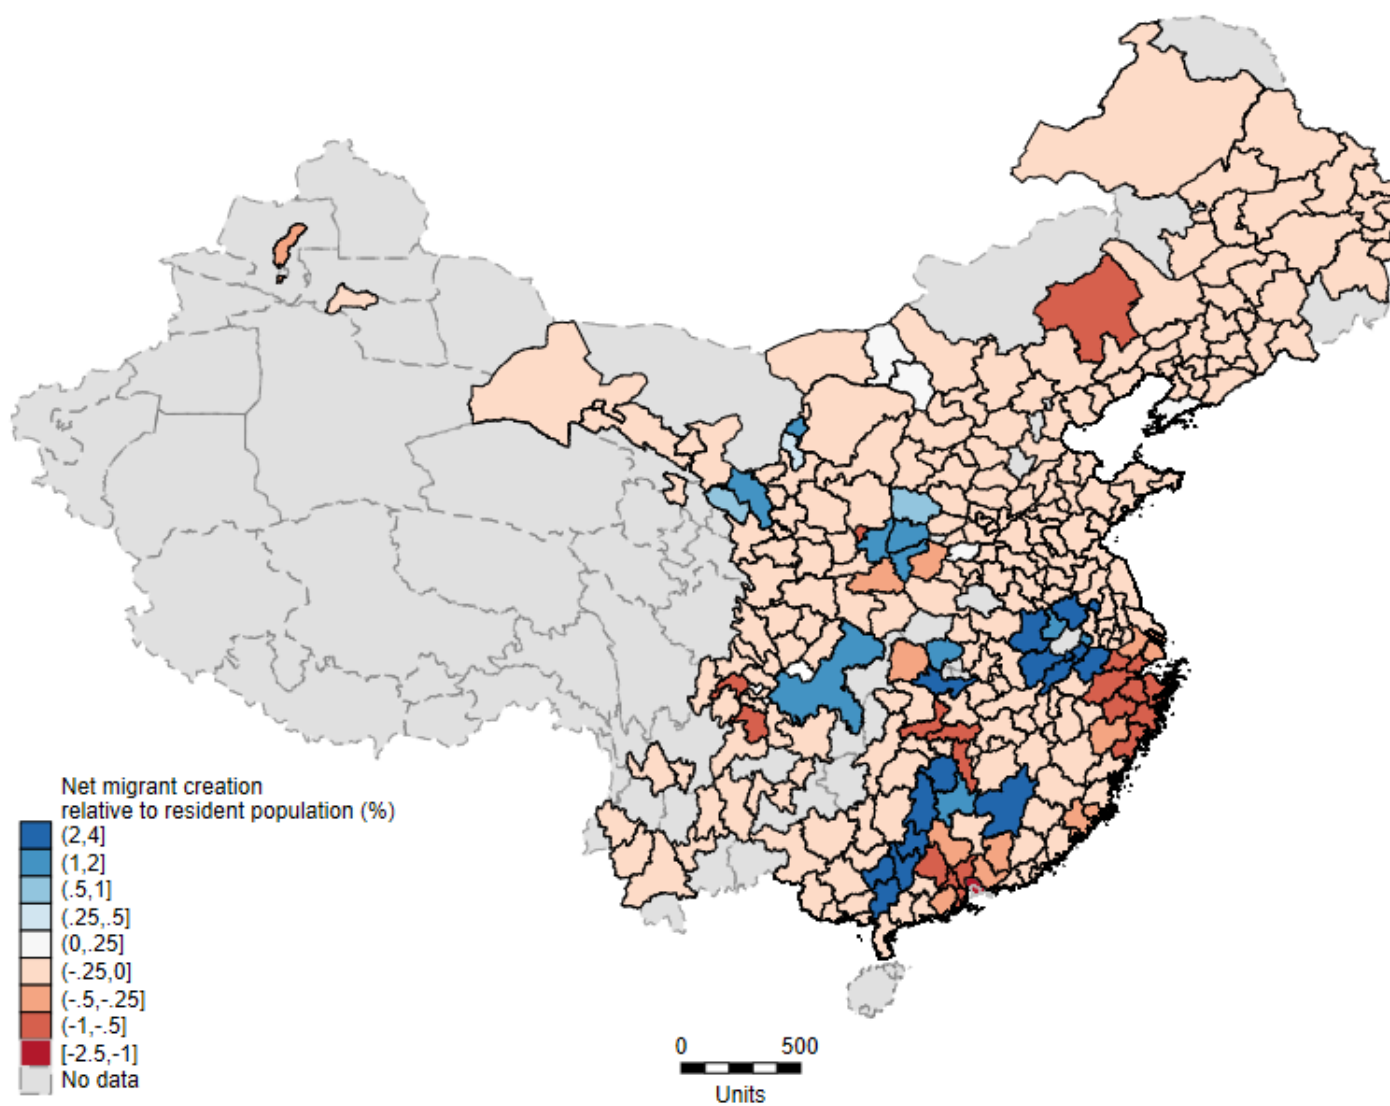 Net migrant creation
relative to resident population (%)
(2,4]
(1,2]
(.5,1]
(.25,.5]
(0,.25]
(-.25,0]
(-.5,-.25]
(-1,-.5]
[-2.5,-1]
No data
0 500
Units